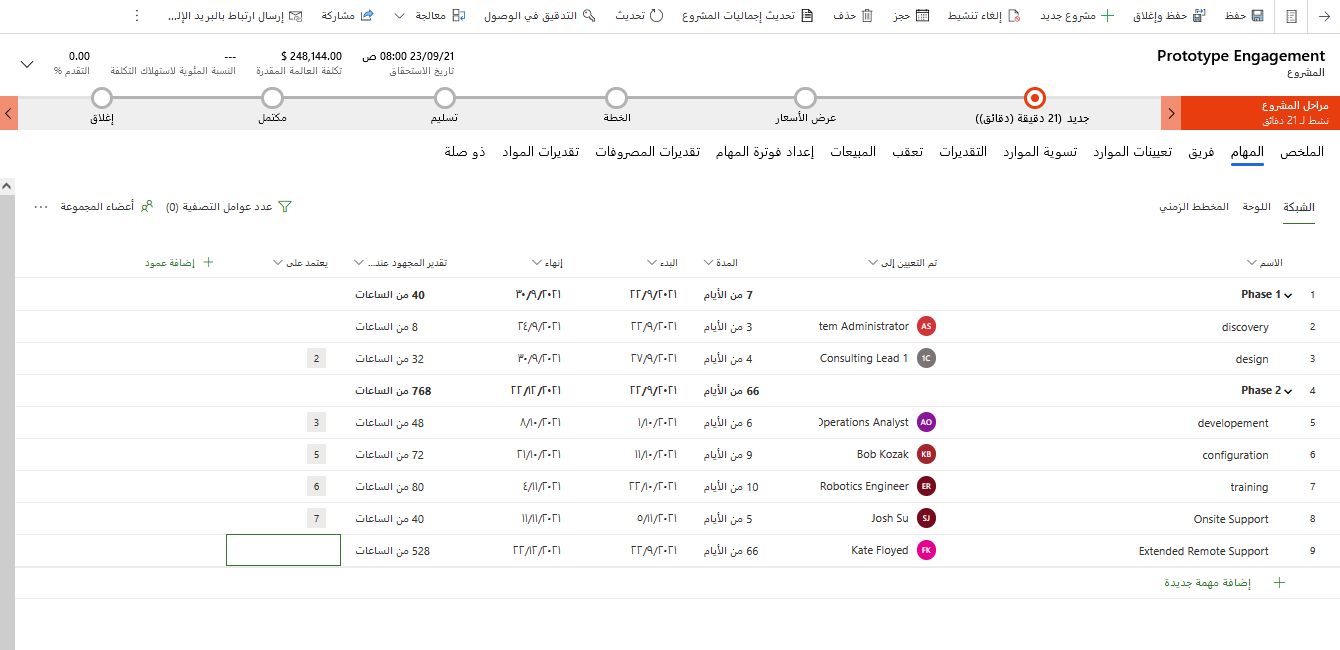 حفظ حفظ وإغلاق مشروع جديد إلغاء تنشيط حجز حذف تحديث إجماليات المشروع تحديث التدقيق في الوصول معالجة مشاركة إرسال ارتباط بالبريد الإل...
Prototype Engagement
المشروع
23/09/21 08:00 ص
تاريخ الاستحقاق
$ 248,144.00
تكلفة العالمة المقدرة
---
النسبة المئوية لاستهلاك التكلفة
0.00
التقدم %
مراحل المشروع
نشط لـ 21 دقائق
جديد (21 دقيقة (دقائق)) عرض الأسعار الخطة تسليم مكتمل إغلاق
الملخص المهام فريق تعيينات الموارد تسوية الموارد التقديرات تعقب المبيعات إعداد فوترة المهام تقديرات المصروفات تقديرات المواد ذو صلة
الشبكة اللوحة المخطط الزمني عدد عوامل التصفية (0) أعضاء المجموعة ...
الاسم تم التعيين إلى المدة البدء إنهاء تقدير المجهود عند... يعتمد على إضافة عمود
1 Phase 1 7 من الأيام ٢٢/٩/٢٠٢١ ٣٠/٩/٢٠٢١ 40 من الساعات
2 discovery AS tem Administrator 3 من الأيام ٢٢/٩/٢٠٢١ ٢٤/٩/٢٠٢١ 8 من الساعات
3 design 1C Consulting Lead 1 4 من الأيام ٢٧/٩/٢٠٢١ ٣٠/٩/٢٠٢١ 32 من الساعات 2
4 Phase 2 66 من الأيام ٢٢/٩/٢٠٢١ ٢٢/١٢/٢٠٢١ 768 من الساعات
5 developement AO Operations Analyst 6 من الأيام ١/١٠/٢٠٢١ ٨/١٠/٢٠٢١ 48 من الساعات 3
6 configuration KB Bob Kozak 9 من الأيام ١١/١٠/٢٠٢١ ٢١/١٠/٢٠٢١ 72 من الساعات 5
7 training ER Robotics Engineer 10 من الأيام ٢٢/١٠/٢٠٢١ ٤/١١/٢٠٢١ 80 من الساعات 6
8 Onsite Support SJ Josh Su 5 من الأيام ٥/١١/٢٠٢١ ١١/١١/٢٠٢١ 40 من الساعات 7
9 Extended Remote Support FK Kate Floyed 66 من الأيام ٢٢/٩/٢٠٢١ ٢٢/١٢/٢٠٢١ 528 من الساعات
إضافة مهمة جديدة